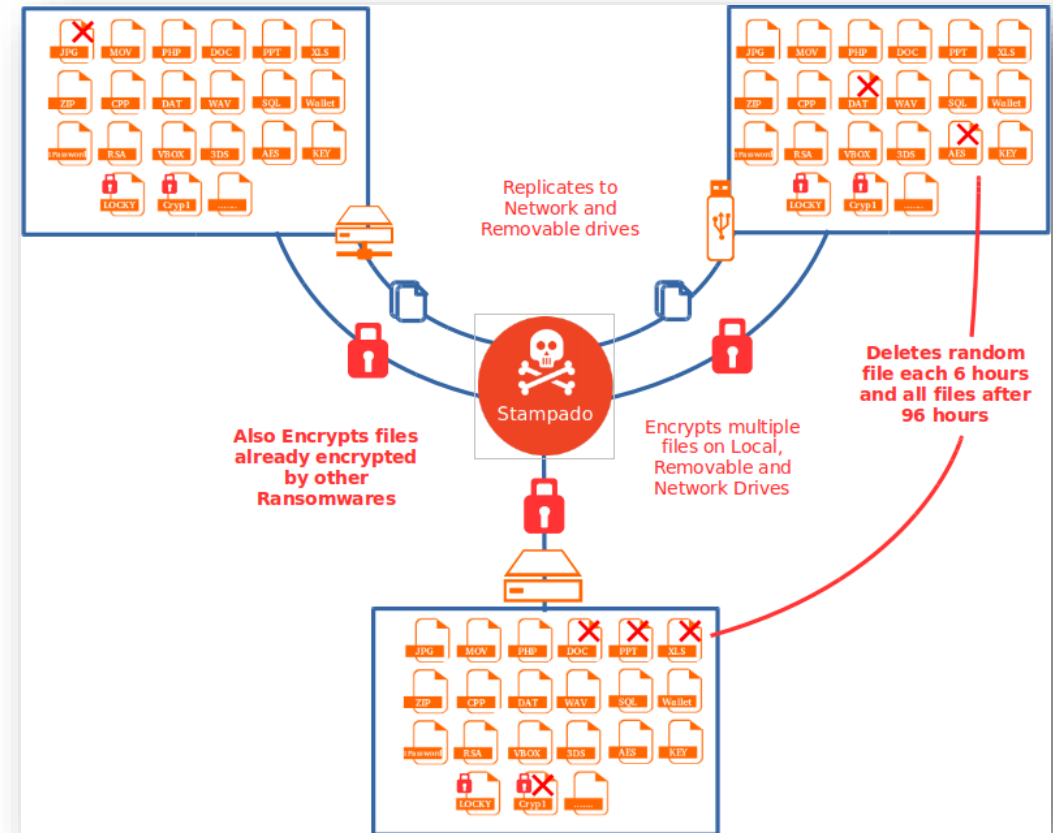 JPG MOV PHP DOC PPT XLS
ZIP CPP DAT WAV SQL Wallet
1Password RSA VBOX 3DS AES KEY
LOCKY Cryp1 .......
JPG MOV PHP DOC PPT XLS
ZIP CPP DAT WAV SQL Wallet
1Password RSA VBOX 3DS AES KEY
LOCKY Cryp1 .......
Replicates to
Network and
Removable drives
Stampado
Deletes random
file each 6 hours
and all files after
96 hours
Also Encrypts files
already encrypted
by other
Ransomwares
Encrypts multiple
files on Local,
Removable and
Network Drives
JPG MOV PHP DOC PPT XLS
ZIP CPP DAT WAV SQL Wallet
1Password RSA VBOX 3DS AES KEY
LOCKY Cryp1 .......